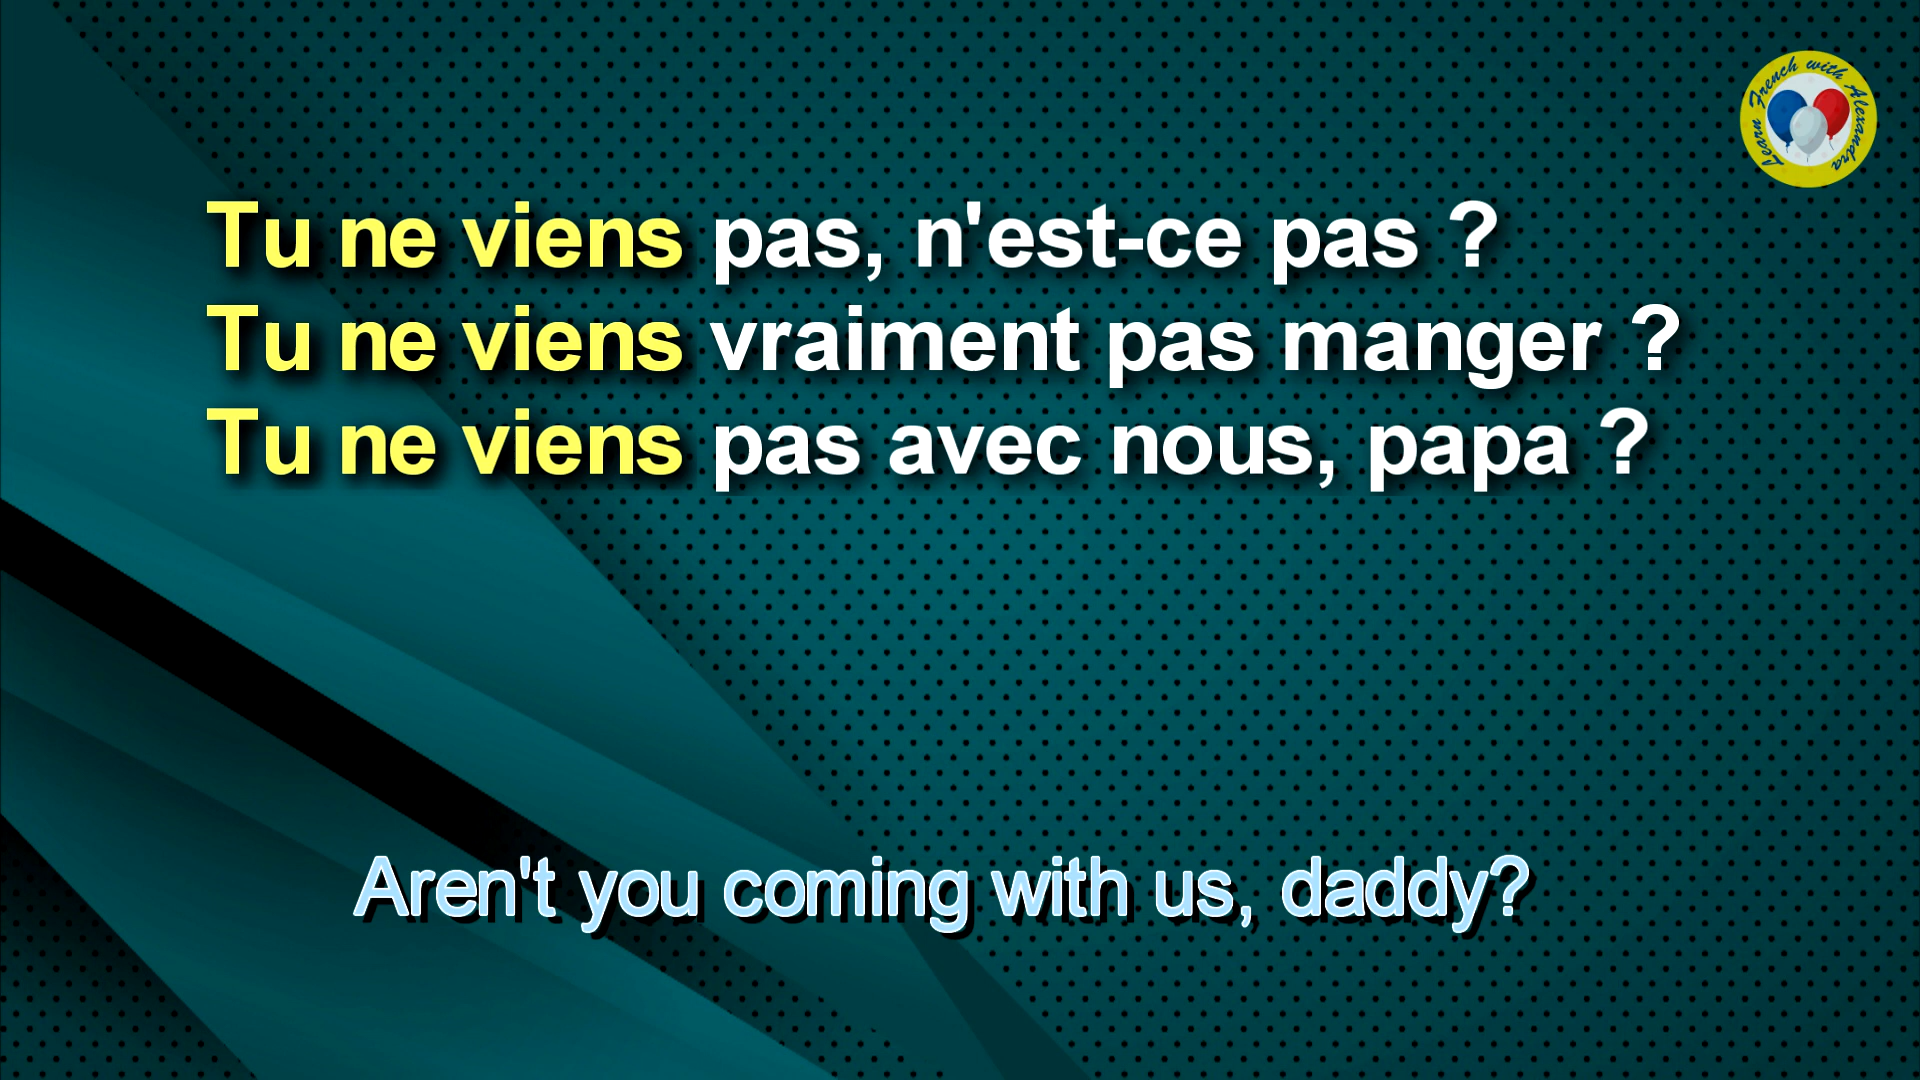 Learn French with Alexandra
Tu ne viens pas, n'est-ce pas ?
Tu ne viens vraiment pas manger ?
Tu ne viens pas avec nous, papa ?
Aren't you coming with us, daddy?